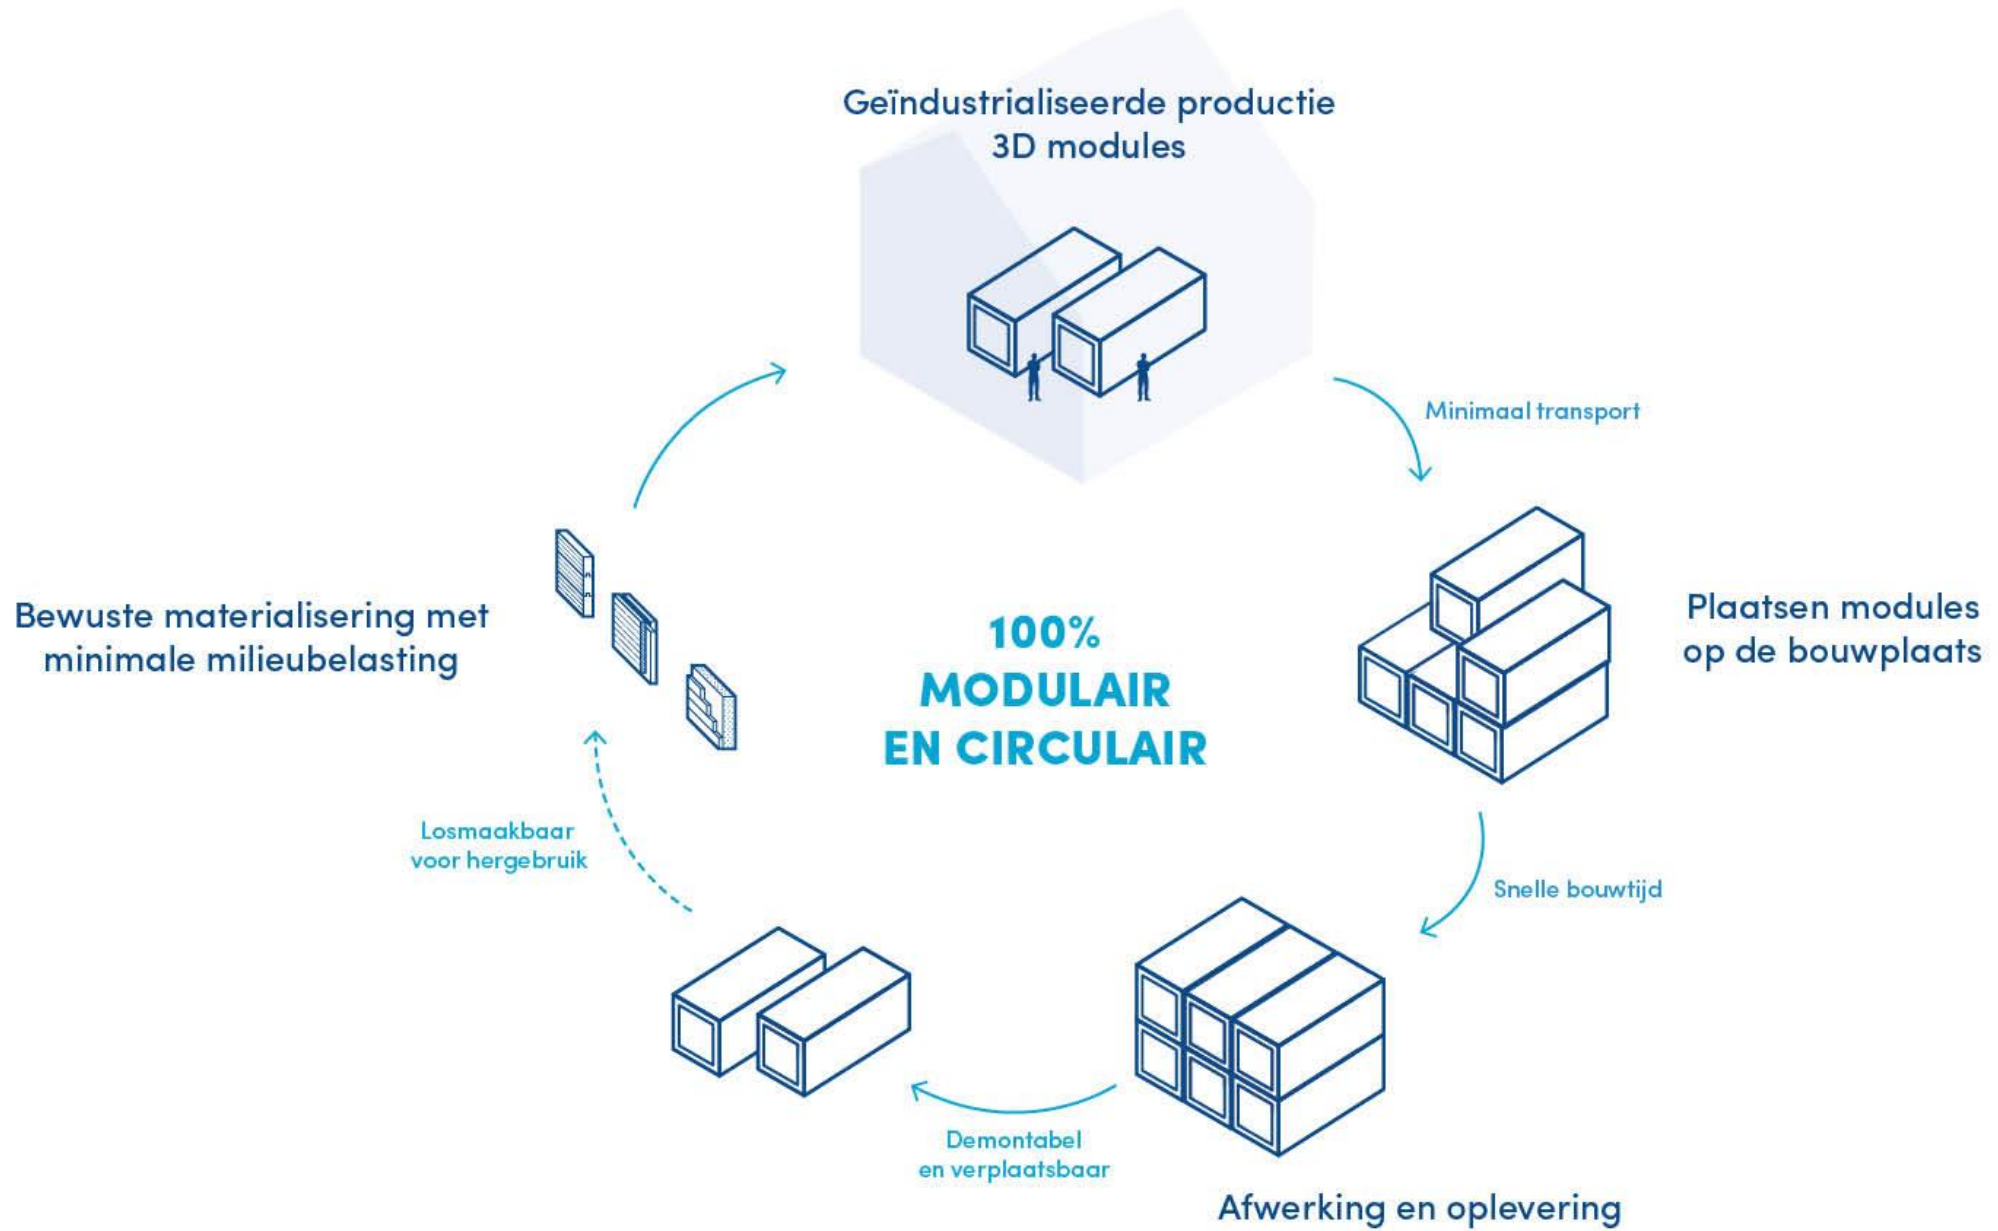 Geïndustrialiseerde productie
3D modules
Minimaal transport
Plaatsen modules
op de bouwplaats
Snelle bouwtijd
Afwerking en oplevering
Demontabel
en verplaatsbaar
Losmaakbaar
voor hergebruik
Bewuste materialisering met
minimale milieubelasting
100%
MODULAIR
EN CIRCULAIR